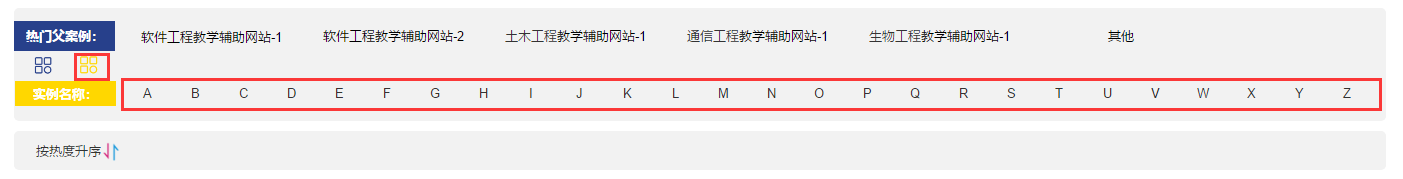 热门父案例： 软件工程教学辅助网站-1 软件工程教学辅助网站-2 土木工程教学辅助网站-1 通信工程教学辅助网站-1 生物工程教学辅助网站-1 其他
实例名称： A B C D E F G H I J K L M N O P Q R S T U V W X Y Z
按热度升序